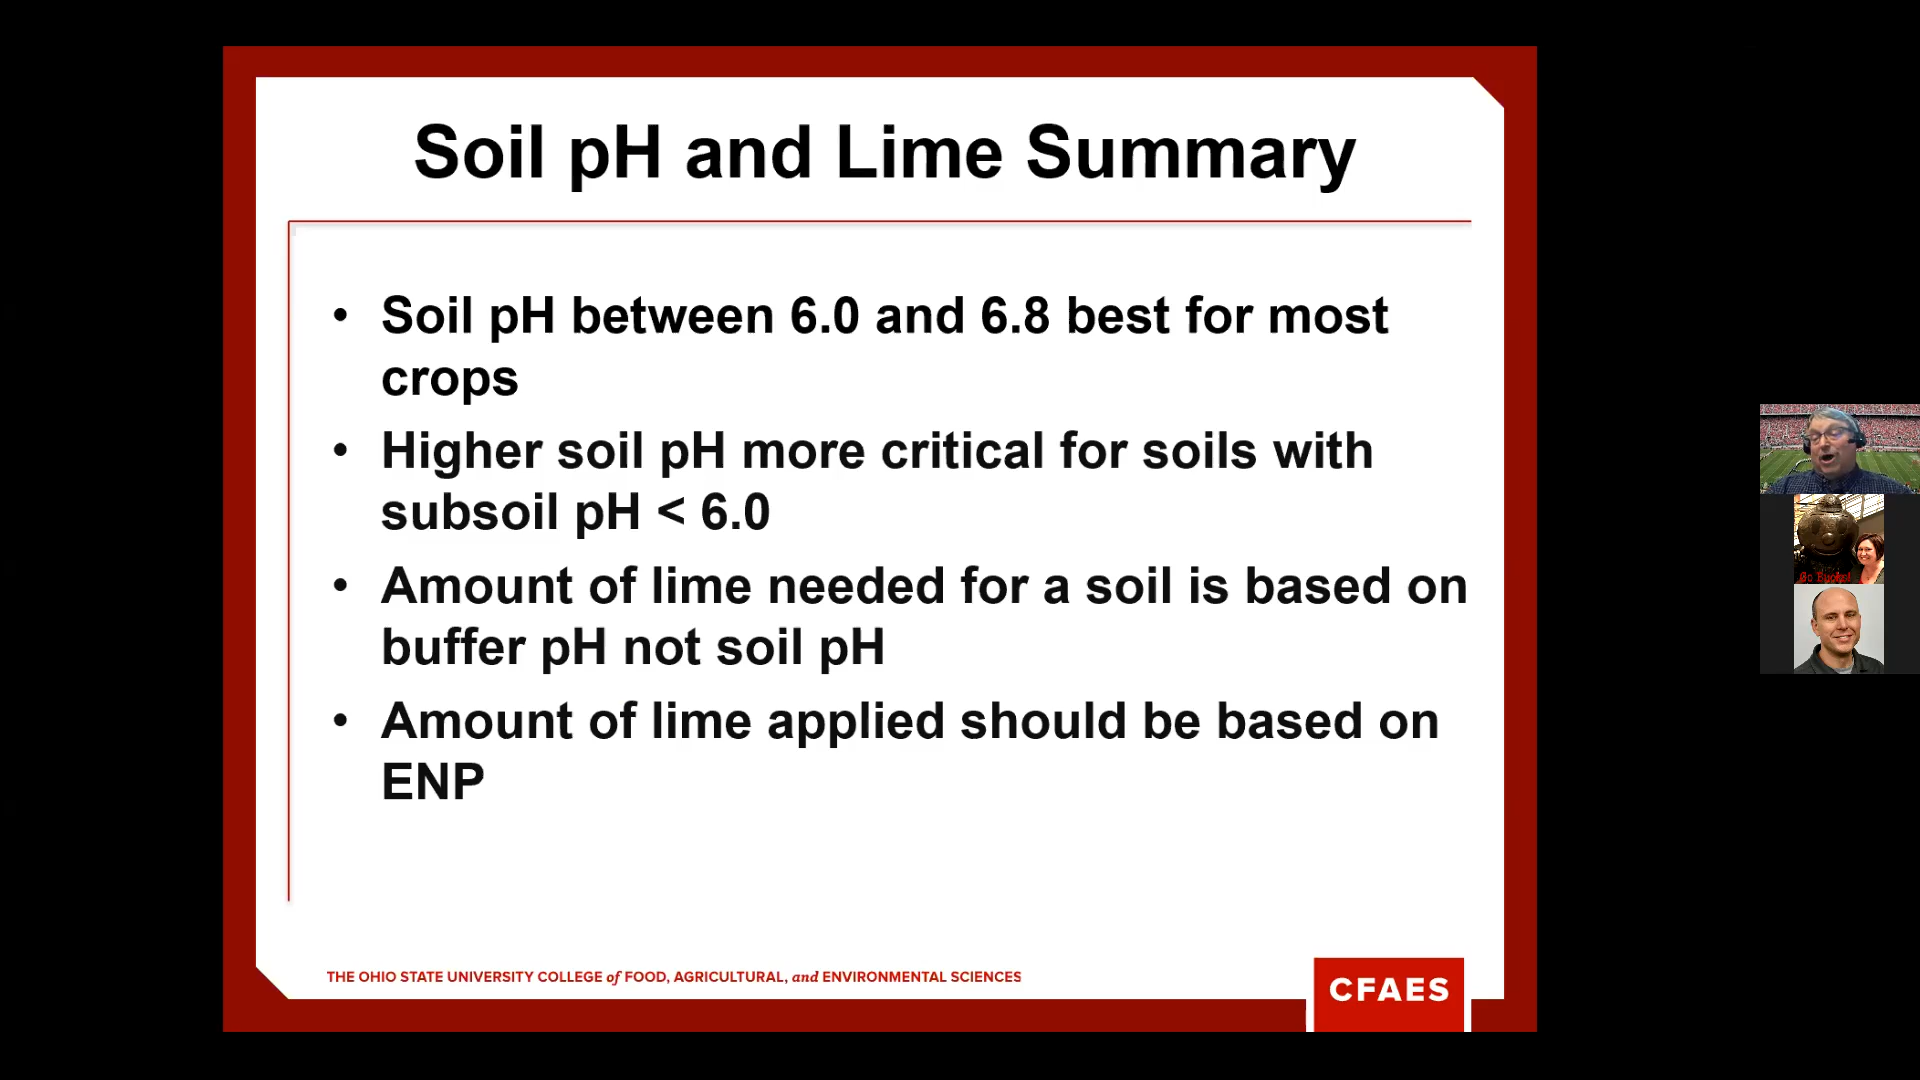 Soil pH and Lime Summary
• Soil pH between 6.0 and 6.8 best for most
crops
• Higher soil pH more critical for soils with
subsoil pH < 6.0
• Amount of lime needed for a soil is based on
buffer pH not soil pH
• Amount of lime applied should be based on
ENP
THE OHIO STATE UNIVERSITY COLLEGE of FOOD, AGRICULTURAL, and ENVIRONMENTAL SCIENCES
CFAES
Go Bucks!